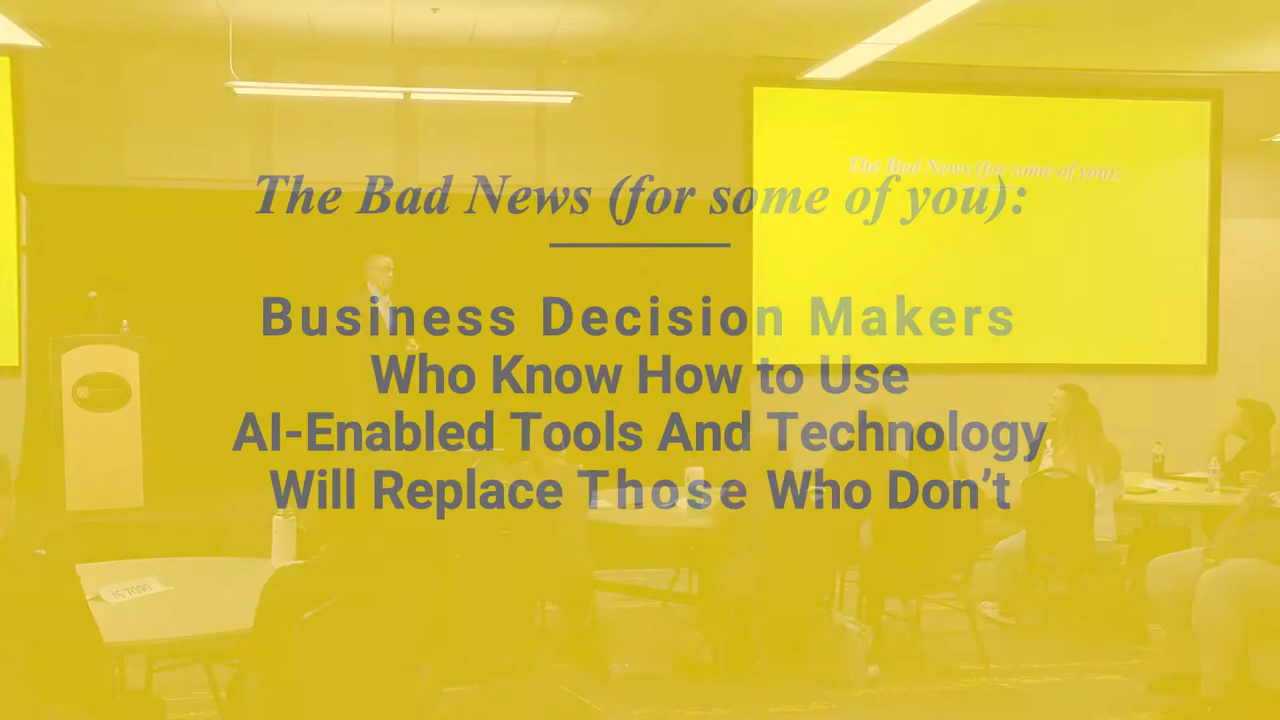 The Bad News (for some of you):
The Bad News (for some of you):
Business Decision Makers
Who Know How to Use
AI-Enabled Tools And Technology
Will Replace Those Who Don’t